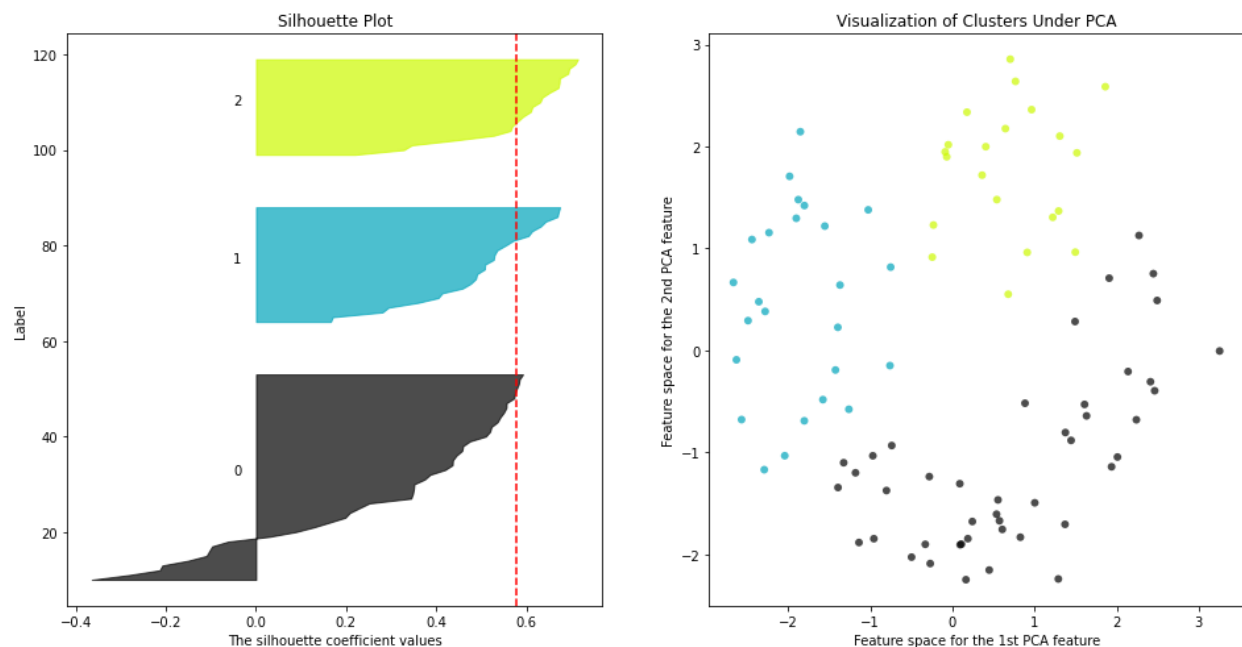 Silhouette Plot
120
100
80
60
40
20
Label
2
1
0
−0.4 −0.2 0.0 0.2 0.4 0.6
The silhouette coefficient values
Visualization of Clusters Under PCA
3
2
1
0
−1
−2
Feature space for the 2nd PCA feature
−2 −1 0 1 2 3
Feature space for the 1st PCA feature